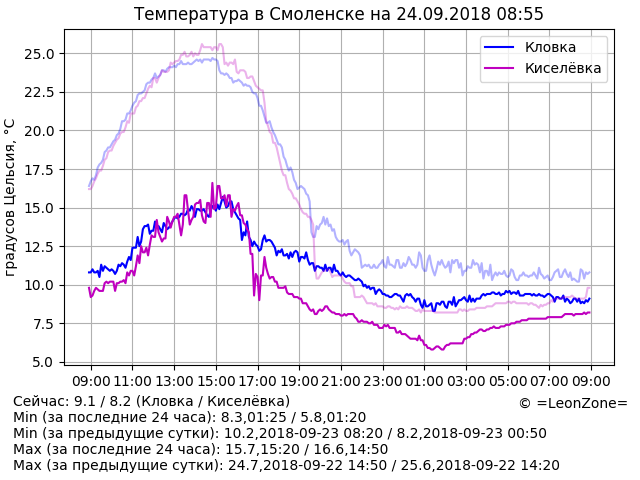 Температура в Смоленске на 24.09.2018 08:55
Кловка
Киселёвка
градусов Цельсия, °C
25.0
22.5
20.0
17.5
15.0
12.5
10.0
7.5
5.0
09:00 11:00 13:00 15:00 17:00 19:00 21:00 23:00 01:00 03:00 05:00 07:00 09:00
Сейчас: 9.1 / 8.2 (Кловка / Киселёвка)
© =LeonZone=
Min (за последние 24 часа): 8.3,01:25 / 5.8,01:20
Min (за предыдущие сутки): 10.2,2018-09-23 08:20 / 8.2,2018-09-23 00:50
Max (за последние 24 часа): 15.7,15:20 / 16.6,14:50
Max (за предыдущие сутки): 24.7,2018-09-22 14:50 / 25.6,2018-09-22 14:20